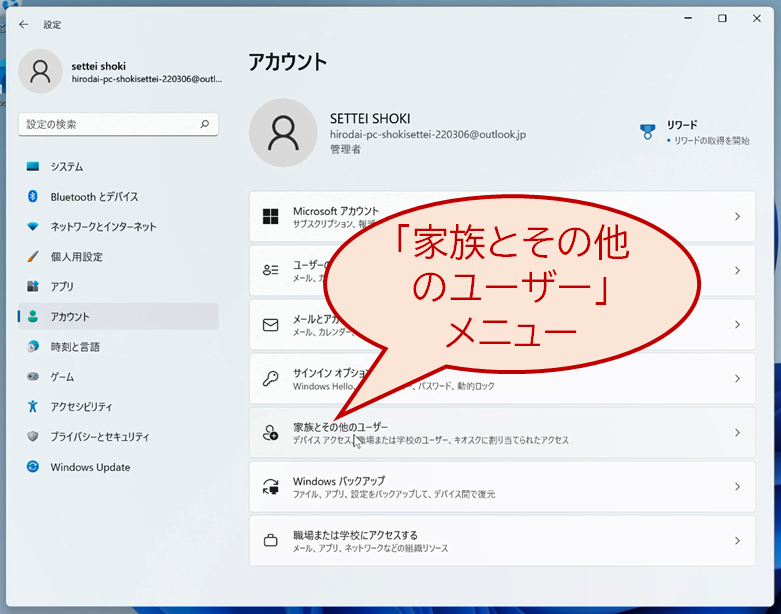 設定
settei shoki
hirodai-pc-shokisettei-220306@outl...
設定の検索
システム
Bluetooth とデバイス
ネットワークとインターネット
個人用設定
アプリ
アカウント
時刻と言語
ゲーム
アクセシビリティ
プライバシーとセキュリティ
Windows Update
アカウント
SETTEI SHOKI
hirodai-pc-shokisettei-220306@outlook.jp
管理者
リワード
• リワードの取得を開始
Microsoft アカウント
サブスクリプション、報
ユーザーの
メール、カ
メールとアカ
メール、カレンダー、
サインイン オプション
Windows Hello、 、パスワード、動的ロック
家族とその他のユーザー
デバイス アクセス、職場または学校のユーザー、キオスクに割り当てられたアクセス
Windows バックアップ
ファイル、アプリ、設定をバックアップして、デバイス間で復元
職場または学校にアクセスする
メール、アプリ、ネットワークなどの組織リソース
「家族とその他
のユーザー」
メニュー